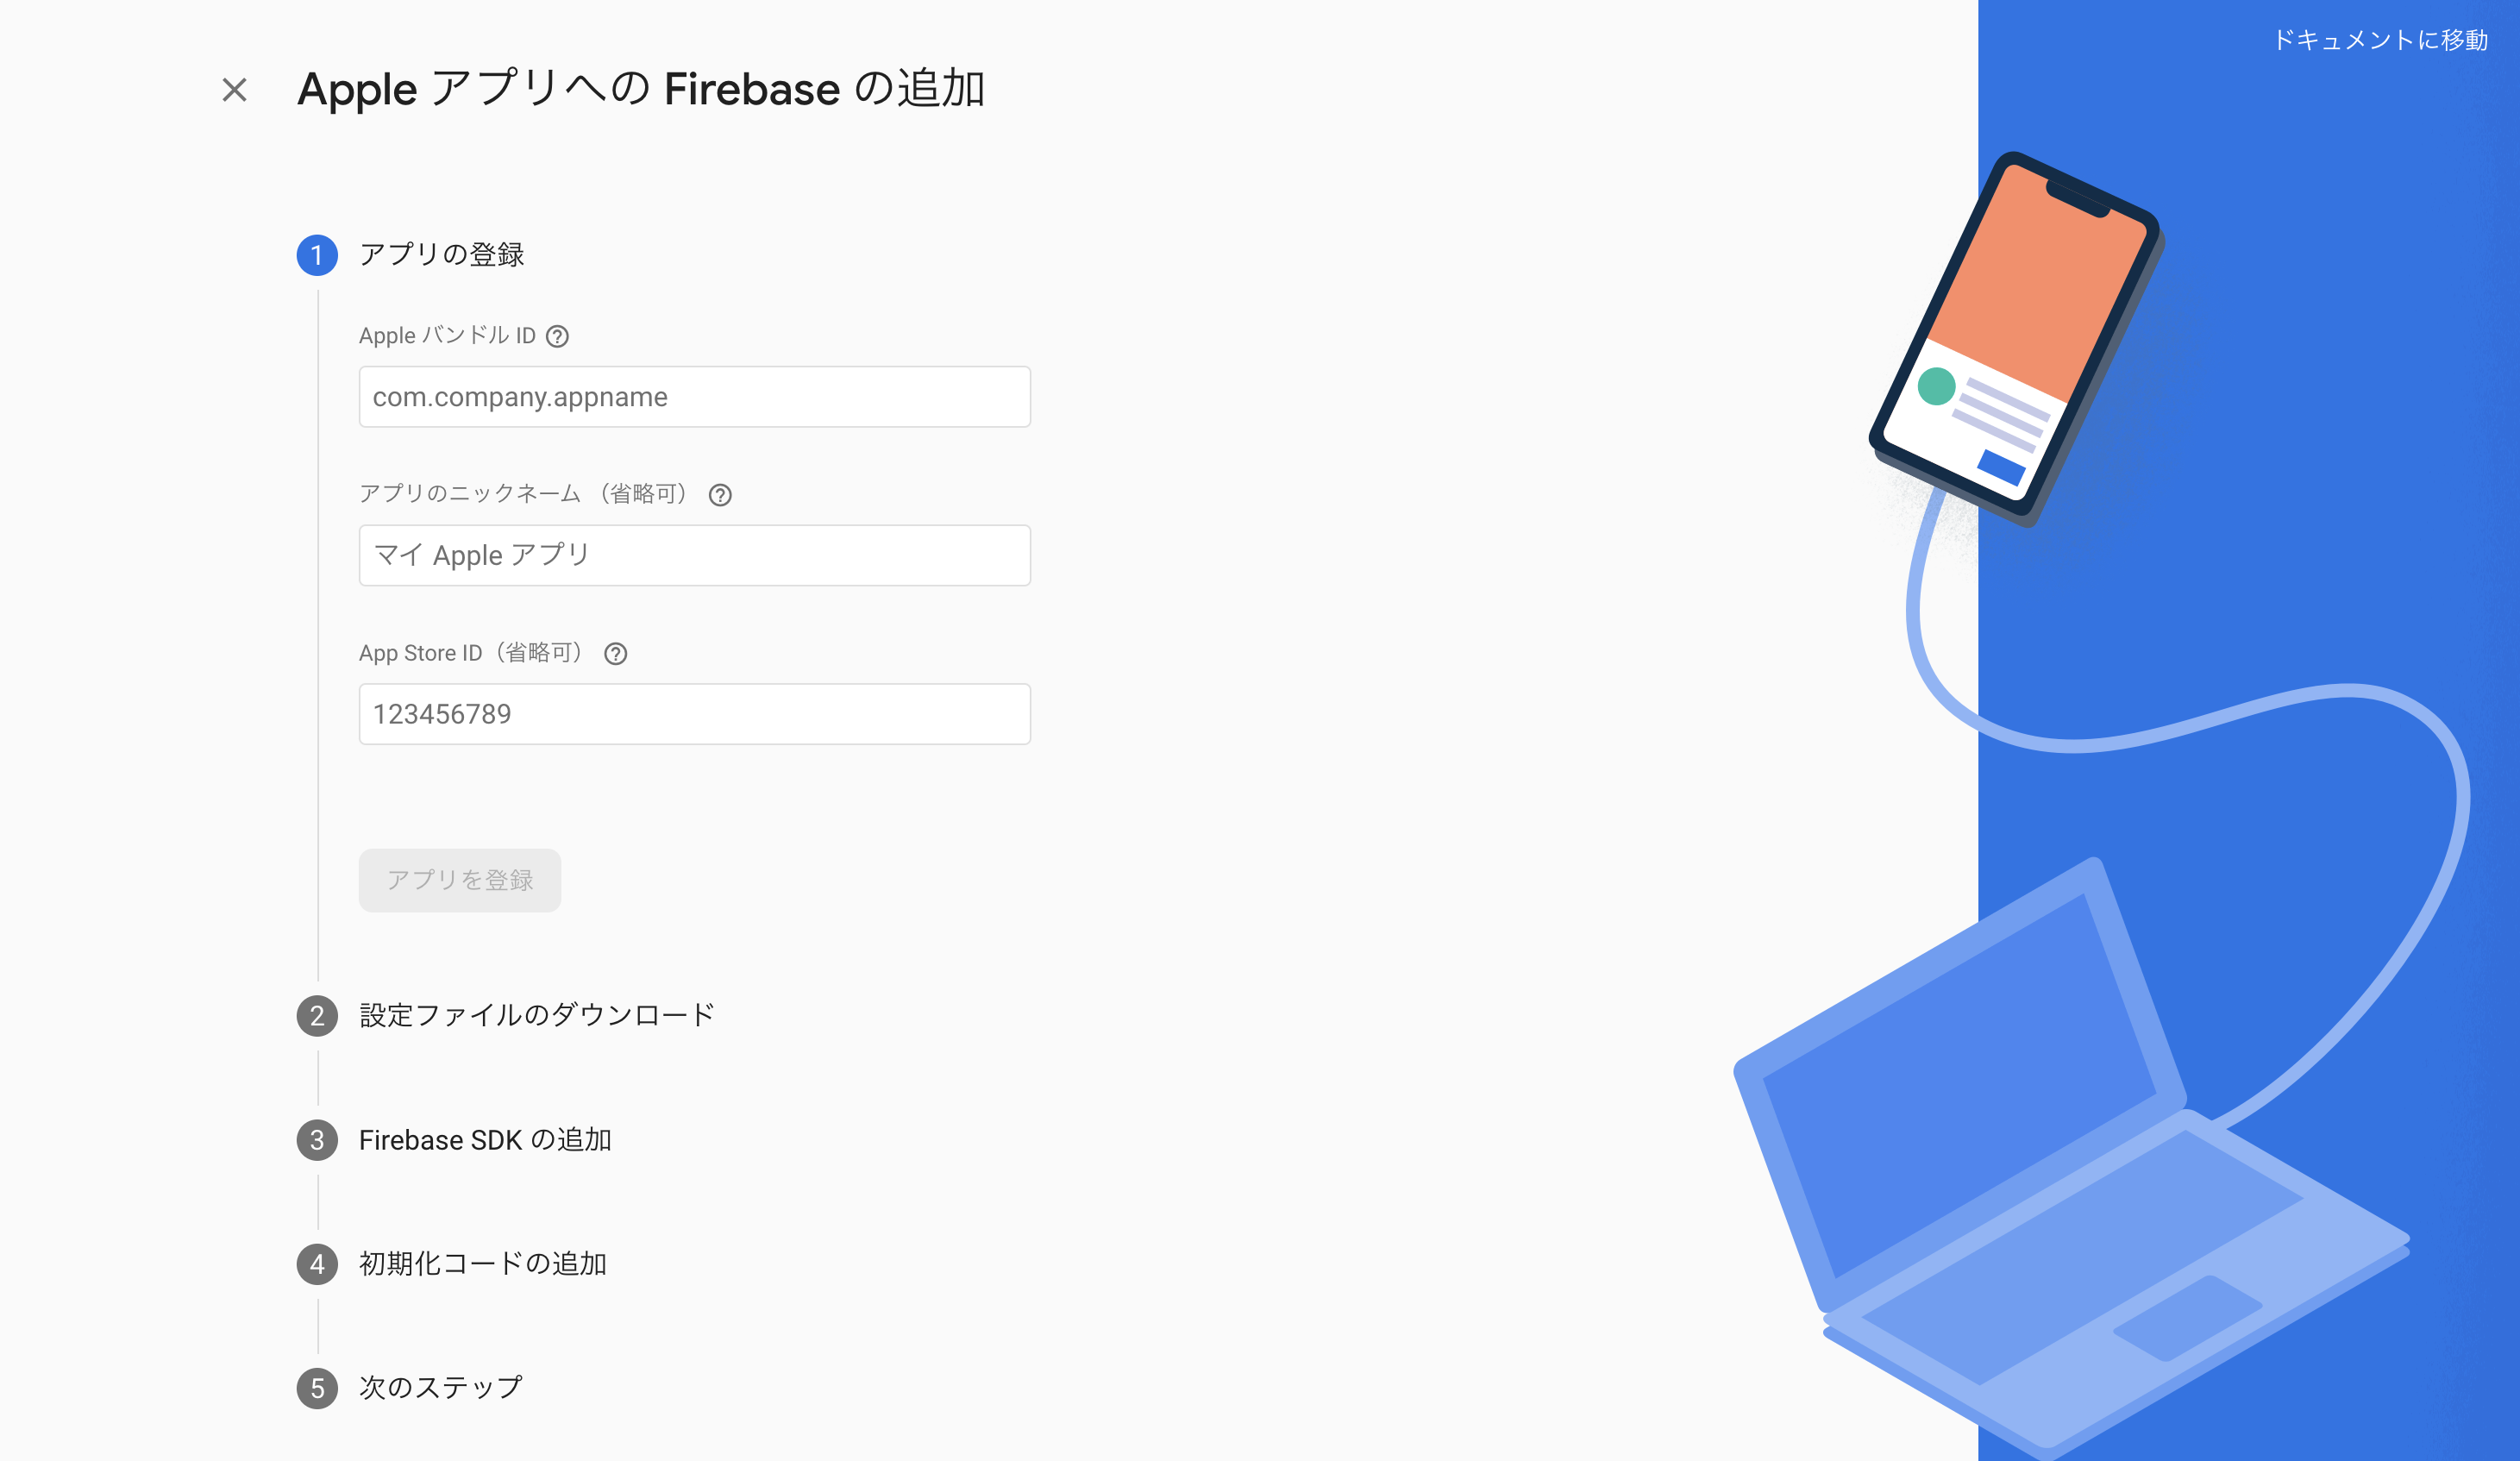 ドキュメントに移動
Apple アプリへの Firebase の追加
1 アプリの登録
Apple バンドル ID ?
com.company.appname
アプリのニックネーム （省略可） ?
マイ Apple アプリ
App Store ID（省略可） ?
123456789
アプリを登録
2 設定ファイルのダウンロード
3 Firebase SDK の追加
4 初期化コードの追加
5 次のステップ